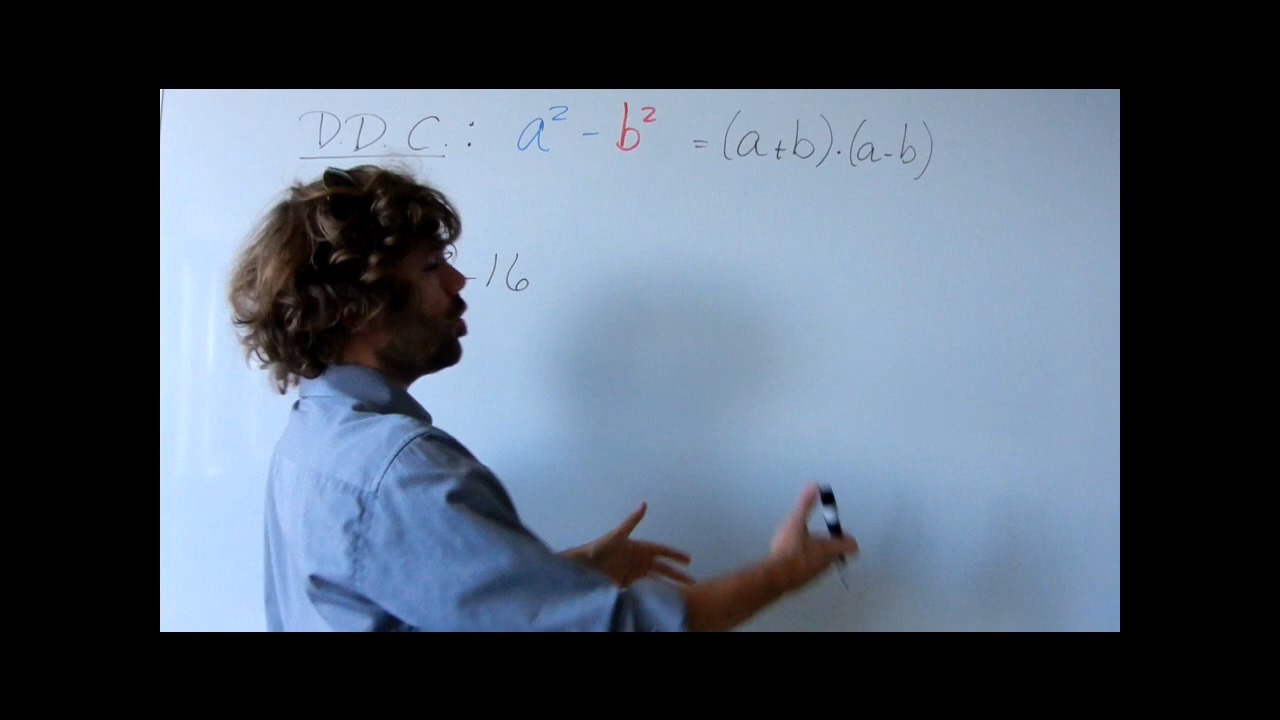 D.D.C.: a² - b² = (a+b)·(a-b)
-16